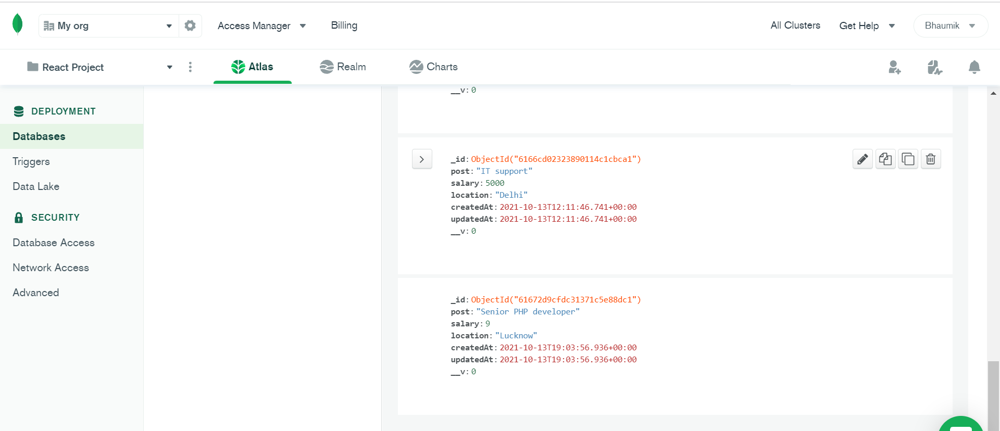 My org
Access Manager
Billing
All Clusters
Get Help
Bhaumik
React Project
Atlas
Realm
Charts
DEPLOYMENT
Databases
Triggers
Data Lake
SECURITY
Database Access
Network Access
Advanced
__v: 0
_id: ObjectId("6166cd02323890114c1cbca1")
post: "IT support"
salary: 5000
location: "Delhi"
createdAt: 2021-10-13T12:11:46.741+00:00
updatedAt: 2021-10-13T12:11:46.741+00:00
__v: 0
_id: ObjectId("61672d9cfdc31371c5e88dc1")
post: "Senior PHP developer"
salary: 9
location: "Lucknow"
createdAt: 2021-10-13T19:03:56.936+00:00
updatedAt: 2021-10-13T19:03:56.936+00:00
__v: 0